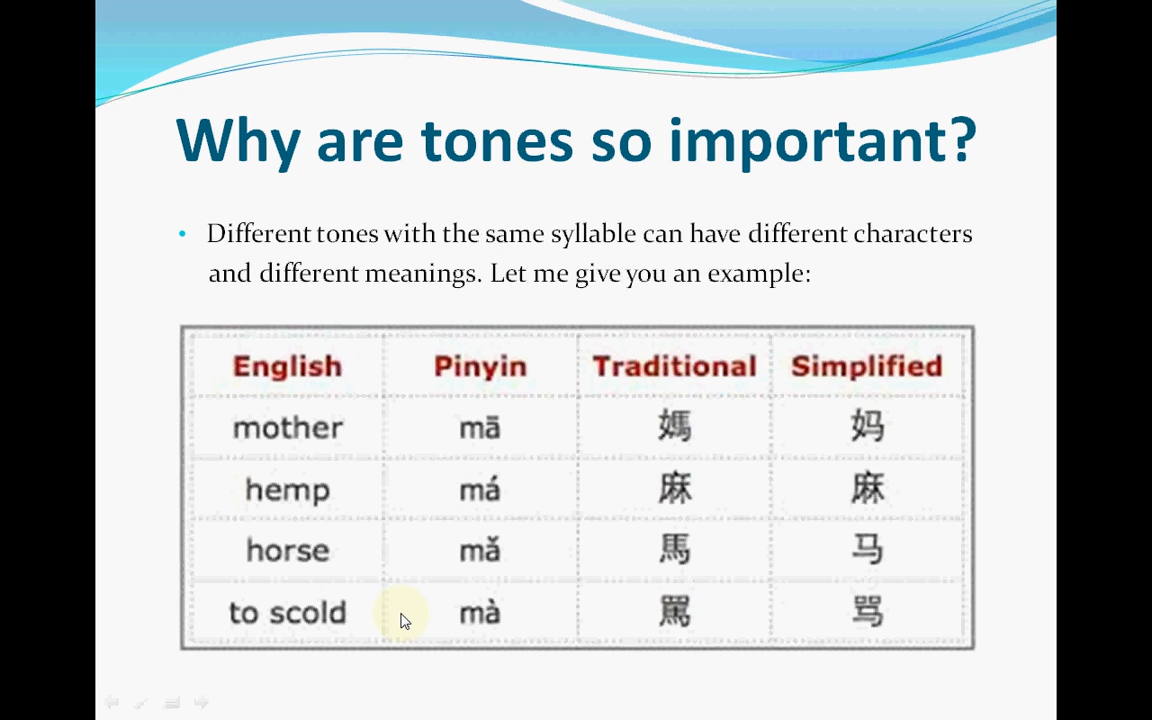 Why are tones so important?
• Different tones with the same syllable can have different characters
and different meanings. Let me give you an example:
English Pinyin Traditional Simplified
mother mā 媽 妈
hemp má 麻 麻
horse mǎ 馬 马
to scold mà 駡 骂